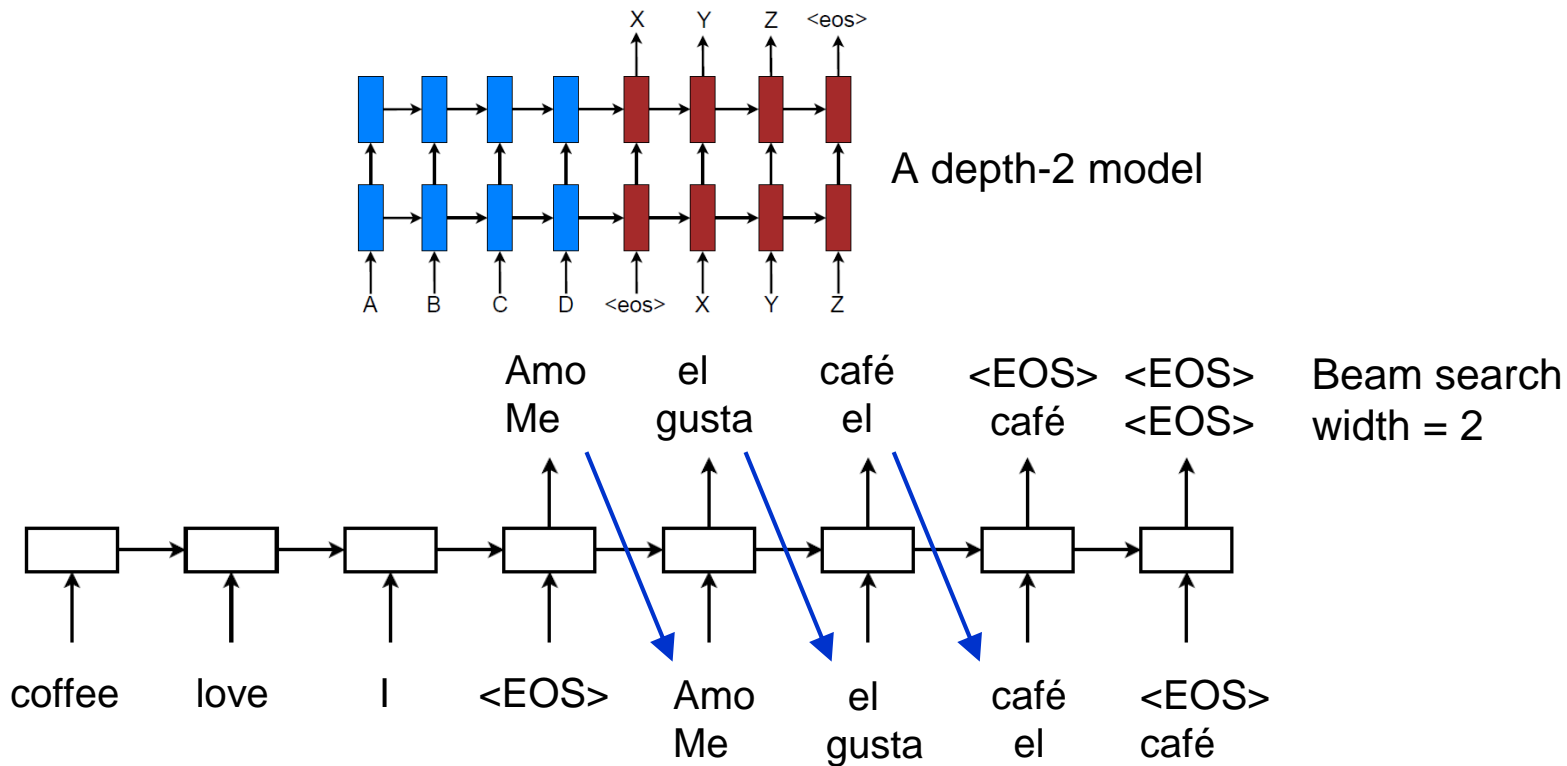 X Y Z <eos>
A depth-2 model
A B C D <eos> X Y Z
Amo el café <EOS> <EOS> Beam search
Me gusta el café <EOS> width = 2
coffee love I <EOS> Amo el café <EOS>
Me gusta el café